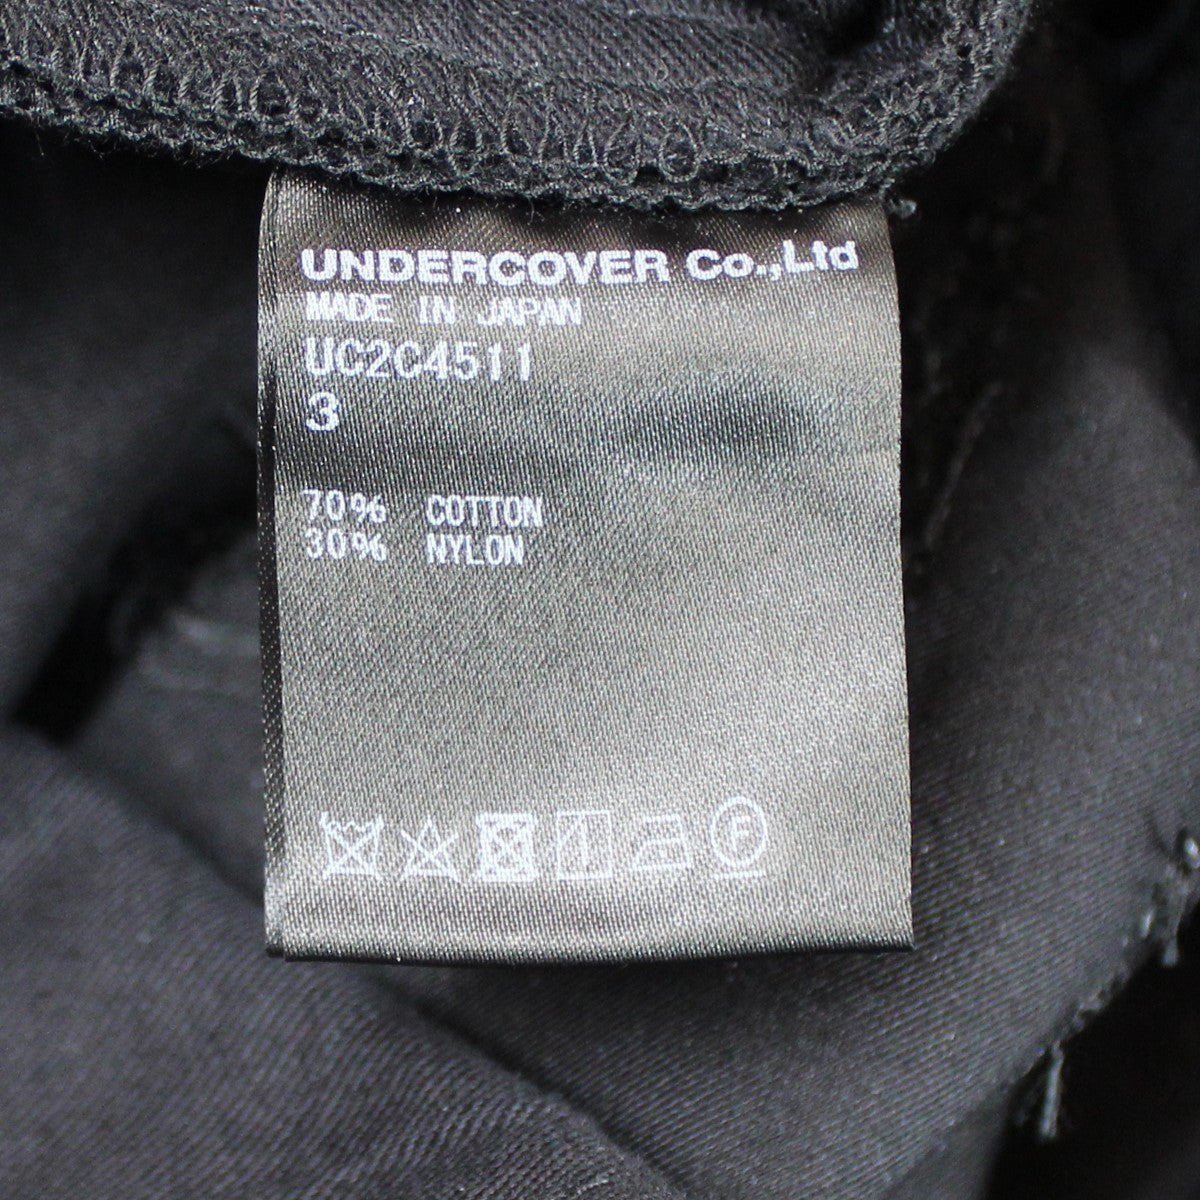 UNDERCOVER Co.,Ltd
MADE IN JAPAN
UC2C4511
3
70% COTTON
30% NYLON
F